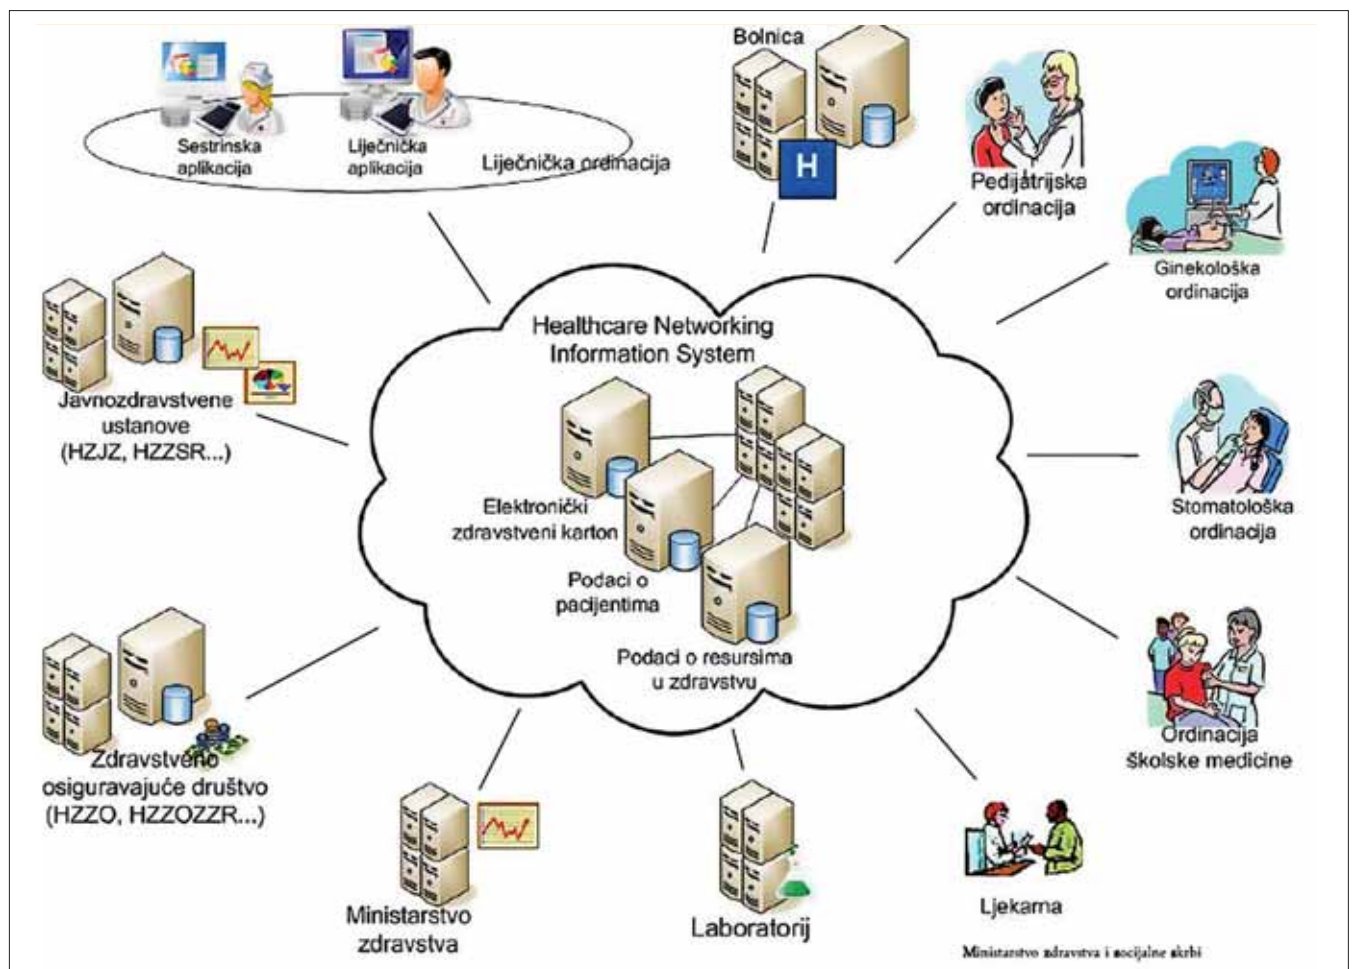 Bolnica
Sestrinska
aplikacija
Liječnička
aplikacija
Liječnička ordinacija
H
Pedijatrijska
ordinacija
Ginekološka
ordinacija
Healthcare Networking
Information System
Javnozdravstvene
ustanove
(HZJZ, HZZSR...)
Elektronički
zdravstveni karton
Stomatološka
ordinacija
Podaci o
pacijentima
Podaci o resursima
u zdravstvu
Zdravstveno
osiguravajuće društvo
(HZZO, HZZOZZR...)
Ordinacija
školske medicine
Ministarstvo
zdravstva
Laboratorij
Ljekarna
Ministarstvo zdravstva i socijalne skrbi